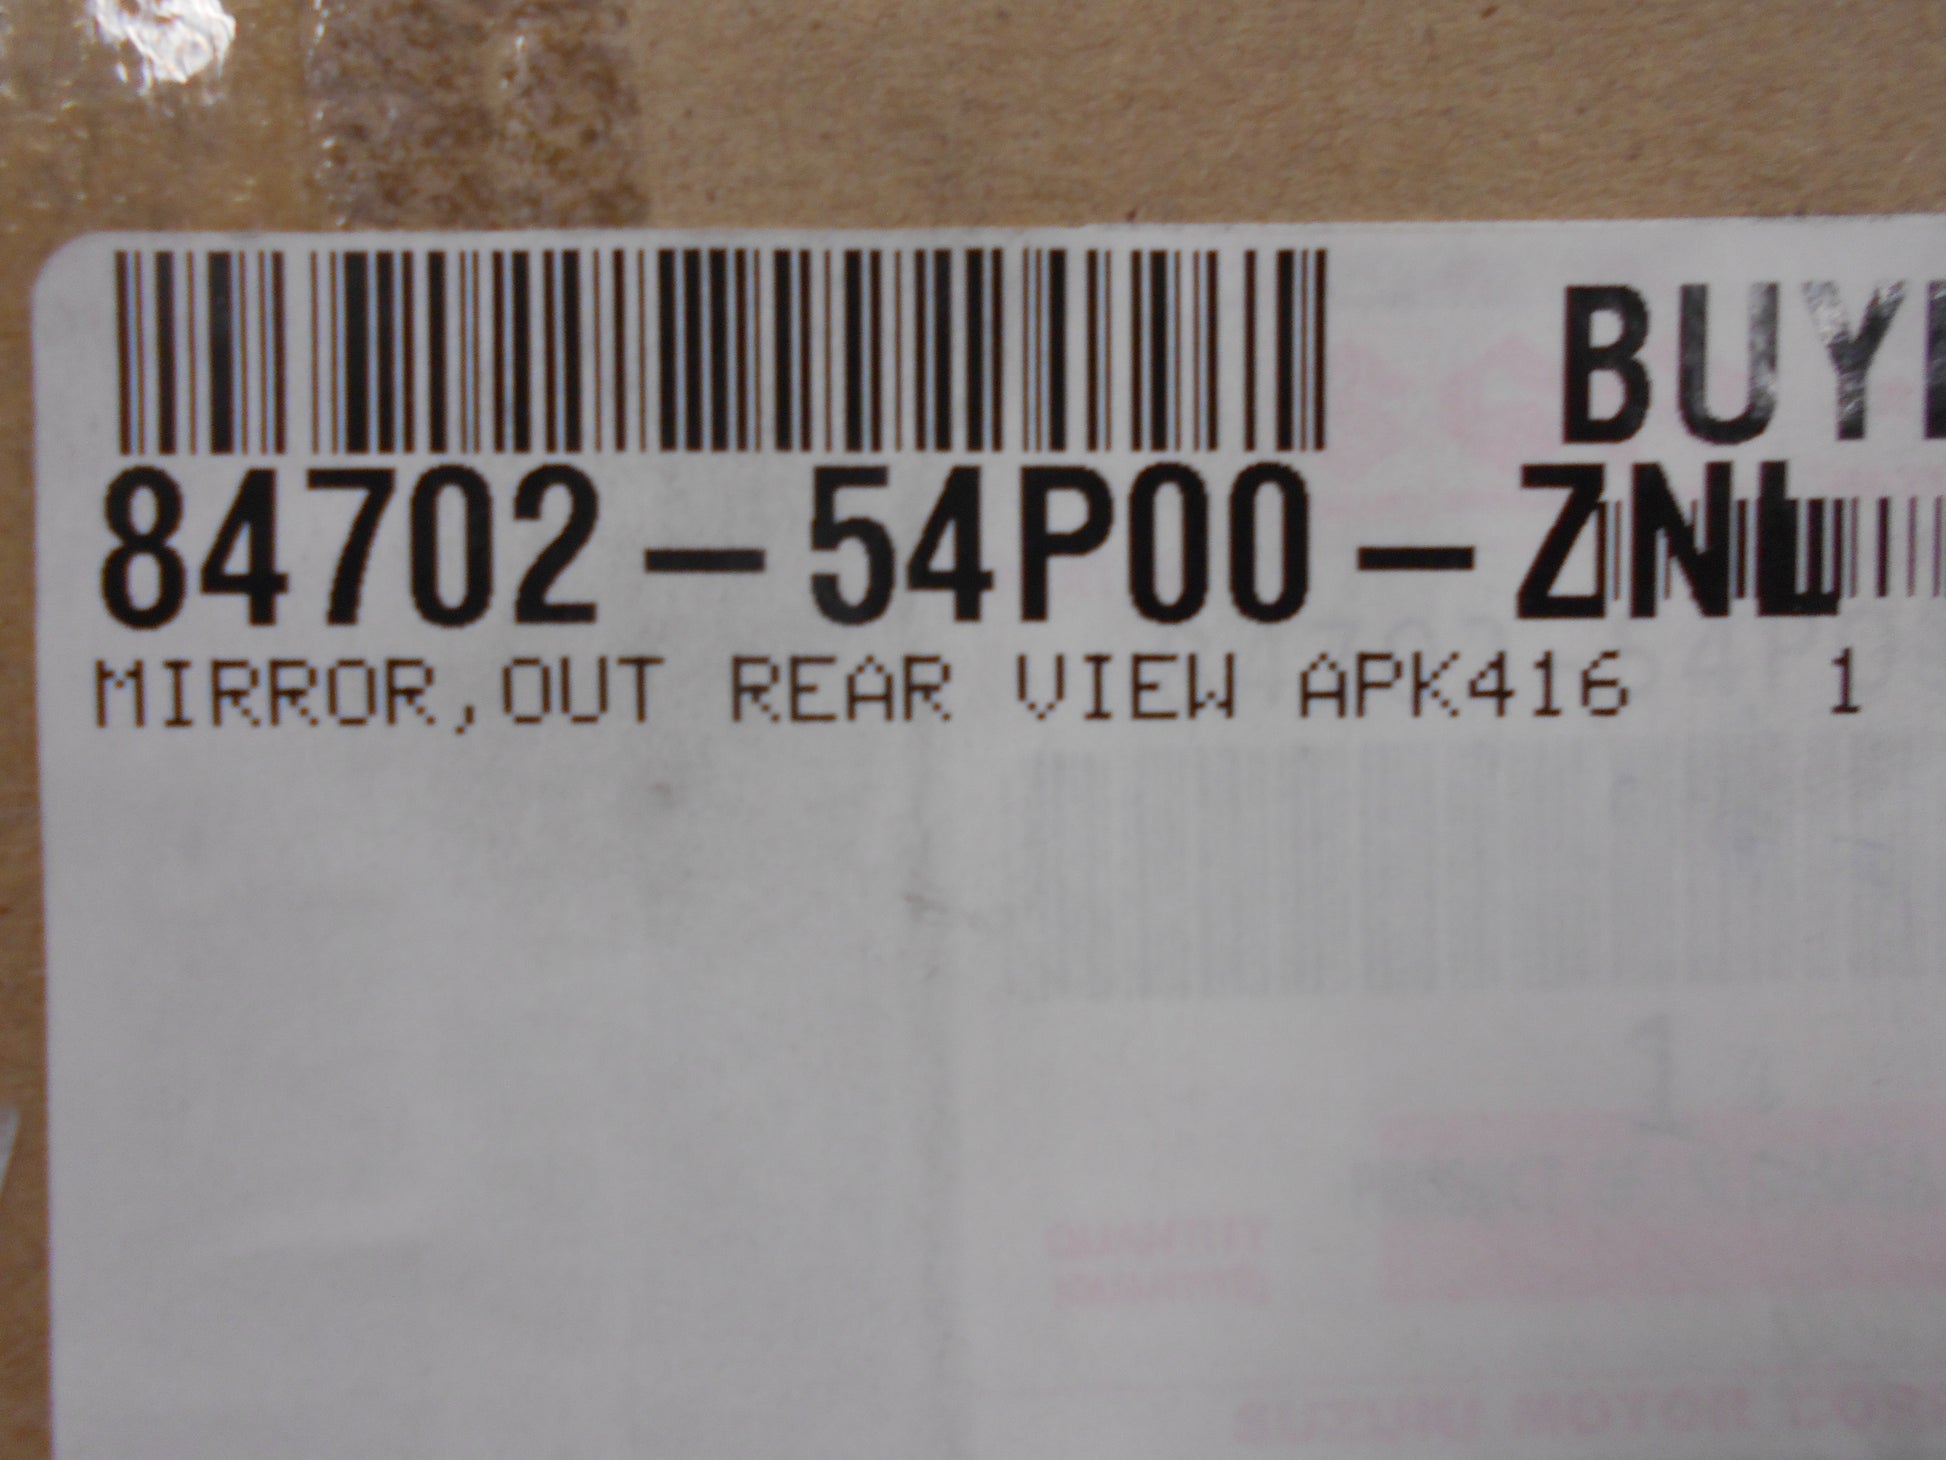 BUY
84702-54P00-ZNL
MIRROR,OUT REAR VIEW APK416 1